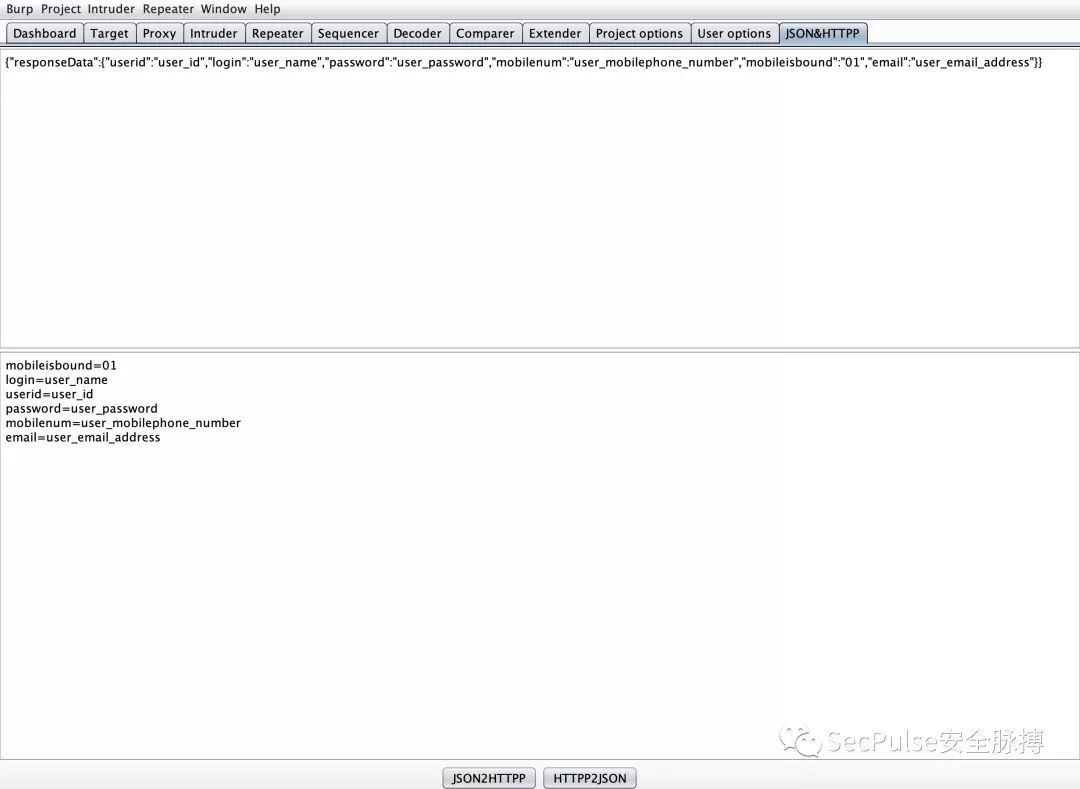 Burp Project Intruder Repeater Window Help
Dashboard Target Proxy Intruder Repeater Sequencer Decoder Comparer Extender Project options User options JSON&HTTPP
{"responseData":{"userid":"user_id","login":"user_name","password":"user_password","mobilenum":"user_mobilephone_number","mobileisbound":"01","email":"user_email_address"}}
mobileisbound=01
login=user_name
userid=user_id
password=user_password
mobilenum=user_mobilephone_number
email=user_email_address
SecPulse安全脉搏
JSON2HTTPP HTTPP2JSON